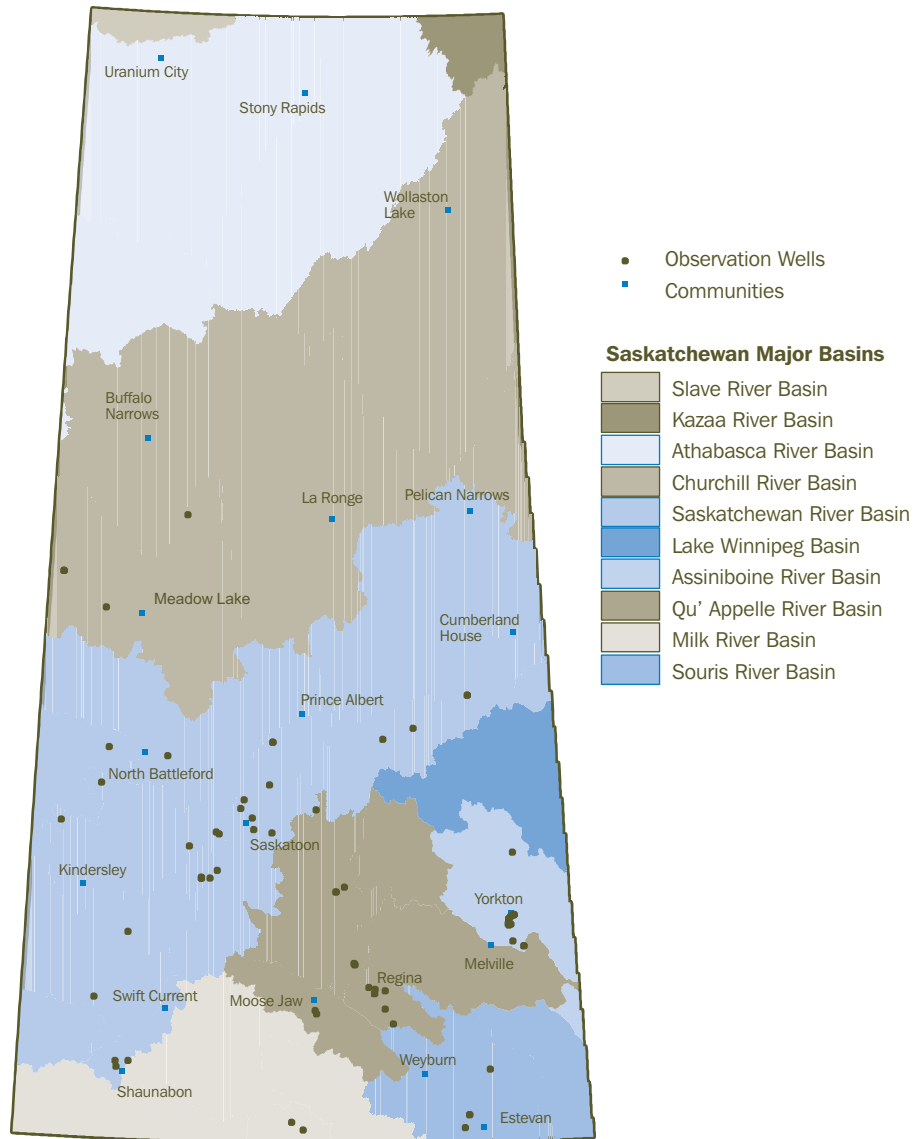 Uranium City
Stony Rapids
Wollaston
Lake
Observation Wells
Communities
Saskatchewan Major Basins
Slave River Basin
Kazaa River Basin
Athabasca River Basin
Churchill River Basin
Saskatchewan River Basin
Lake Winnipeg Basin
Assiniboine River Basin
Qu' Appelle River Basin
Milk River Basin
Souris River Basin
Buffalo
Narrows
La Ronge
Pelican Narrows
Meadow Lake
Cumberland
House
Prince Albert
North Battleford
Saskatoon
Kindersley
Yorkton
Melville
Regina
Swift Current
Moose Jaw
Weyburn
Shaunabon
Estevan